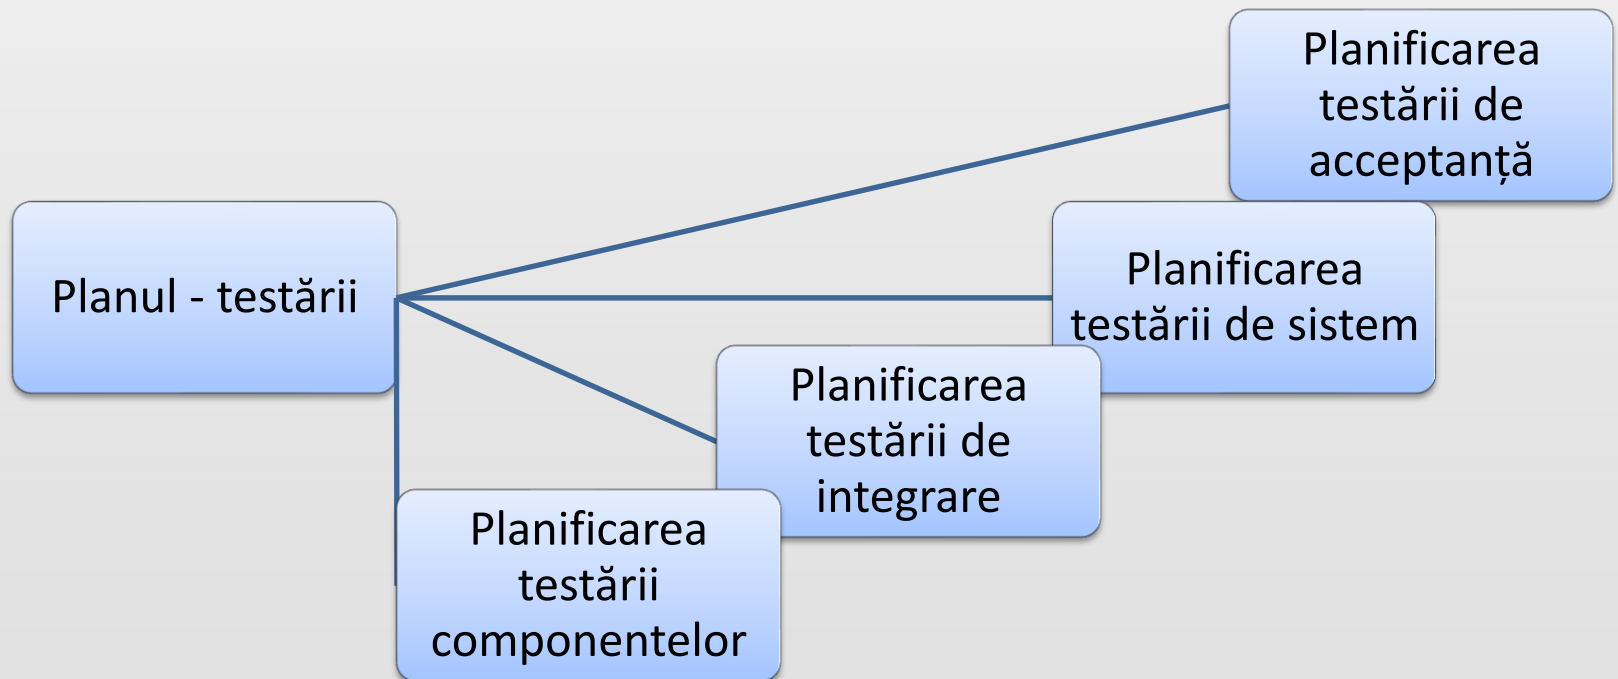 Planul - testării
Planificarea
testării de
acceptanță
Planificarea
testării de sistem
Planificarea
testării de
integrare
Planificarea
testării
componentelor